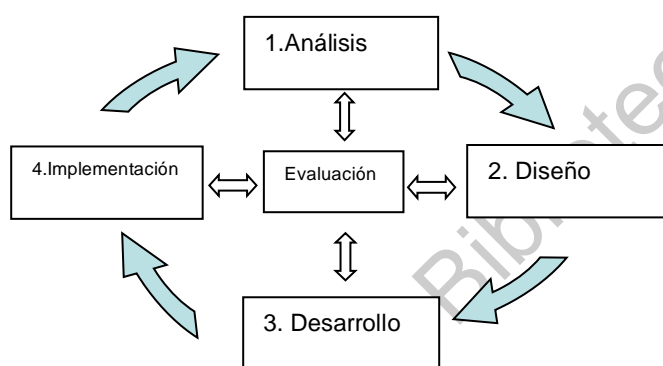 1.Análisis
4.Implementación
Evaluación
2. Diseño
3. Desarrollo